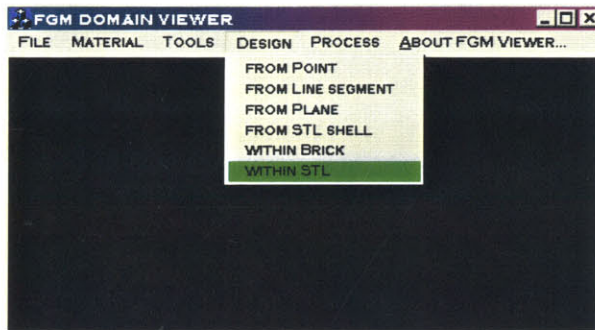 FGM DOMAIN VIEWER
FILE MATERIAL TOOLS DESIGN PROCESS ABOUT FGM VIEWER...
FROM POINT
FROM LINE SEGMENT
FROM PLANE
FROM STL SHELL
WITHIN BRICK
WITHIN STL